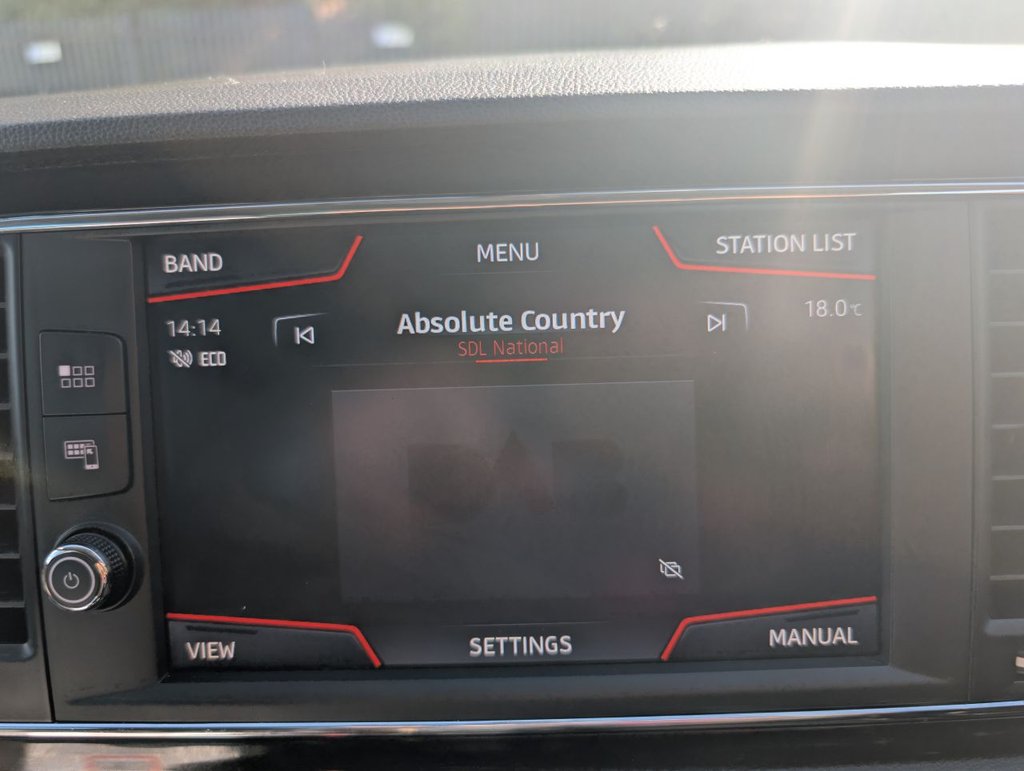 BAND
MENU
STATION LIST
14:14
Absolute Country
18.0°C
SDL National
ECO
VIEW
SETTINGS
MANUAL